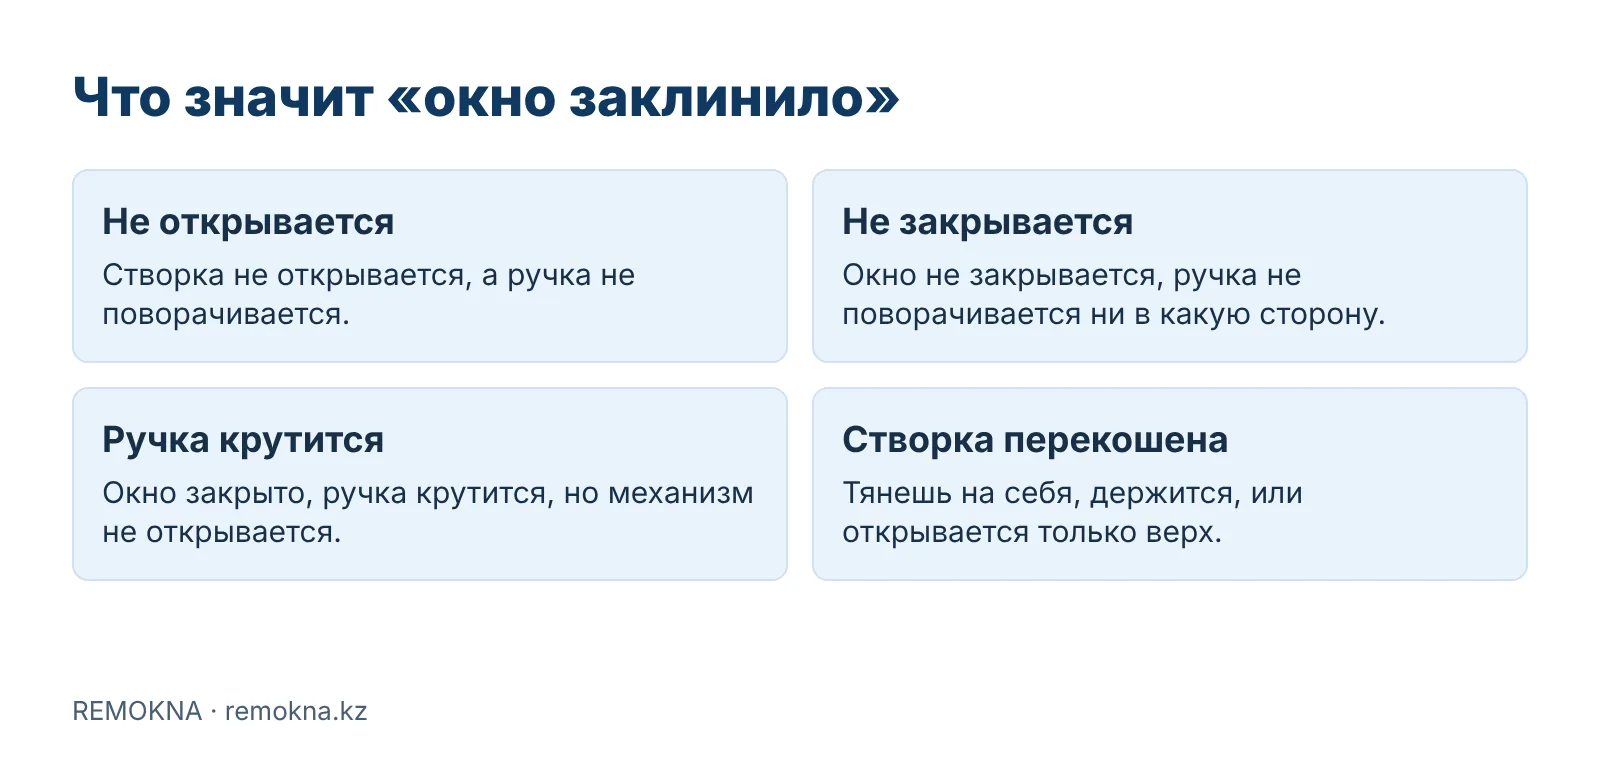 Что значит «окно заклинило»
Не открывается
Створка не открывается, а ручка не
поворачивается.
Не закрывается
Окно не закрывается, ручка не
поворачивается ни в какую сторону.
Ручка крутится
Окно закрыто, ручка крутится, но механизм
не открывается.
Створка перекошена
Тянешь на себя, держится, или
открывается только верх.
REMOKNA · remokna.kz